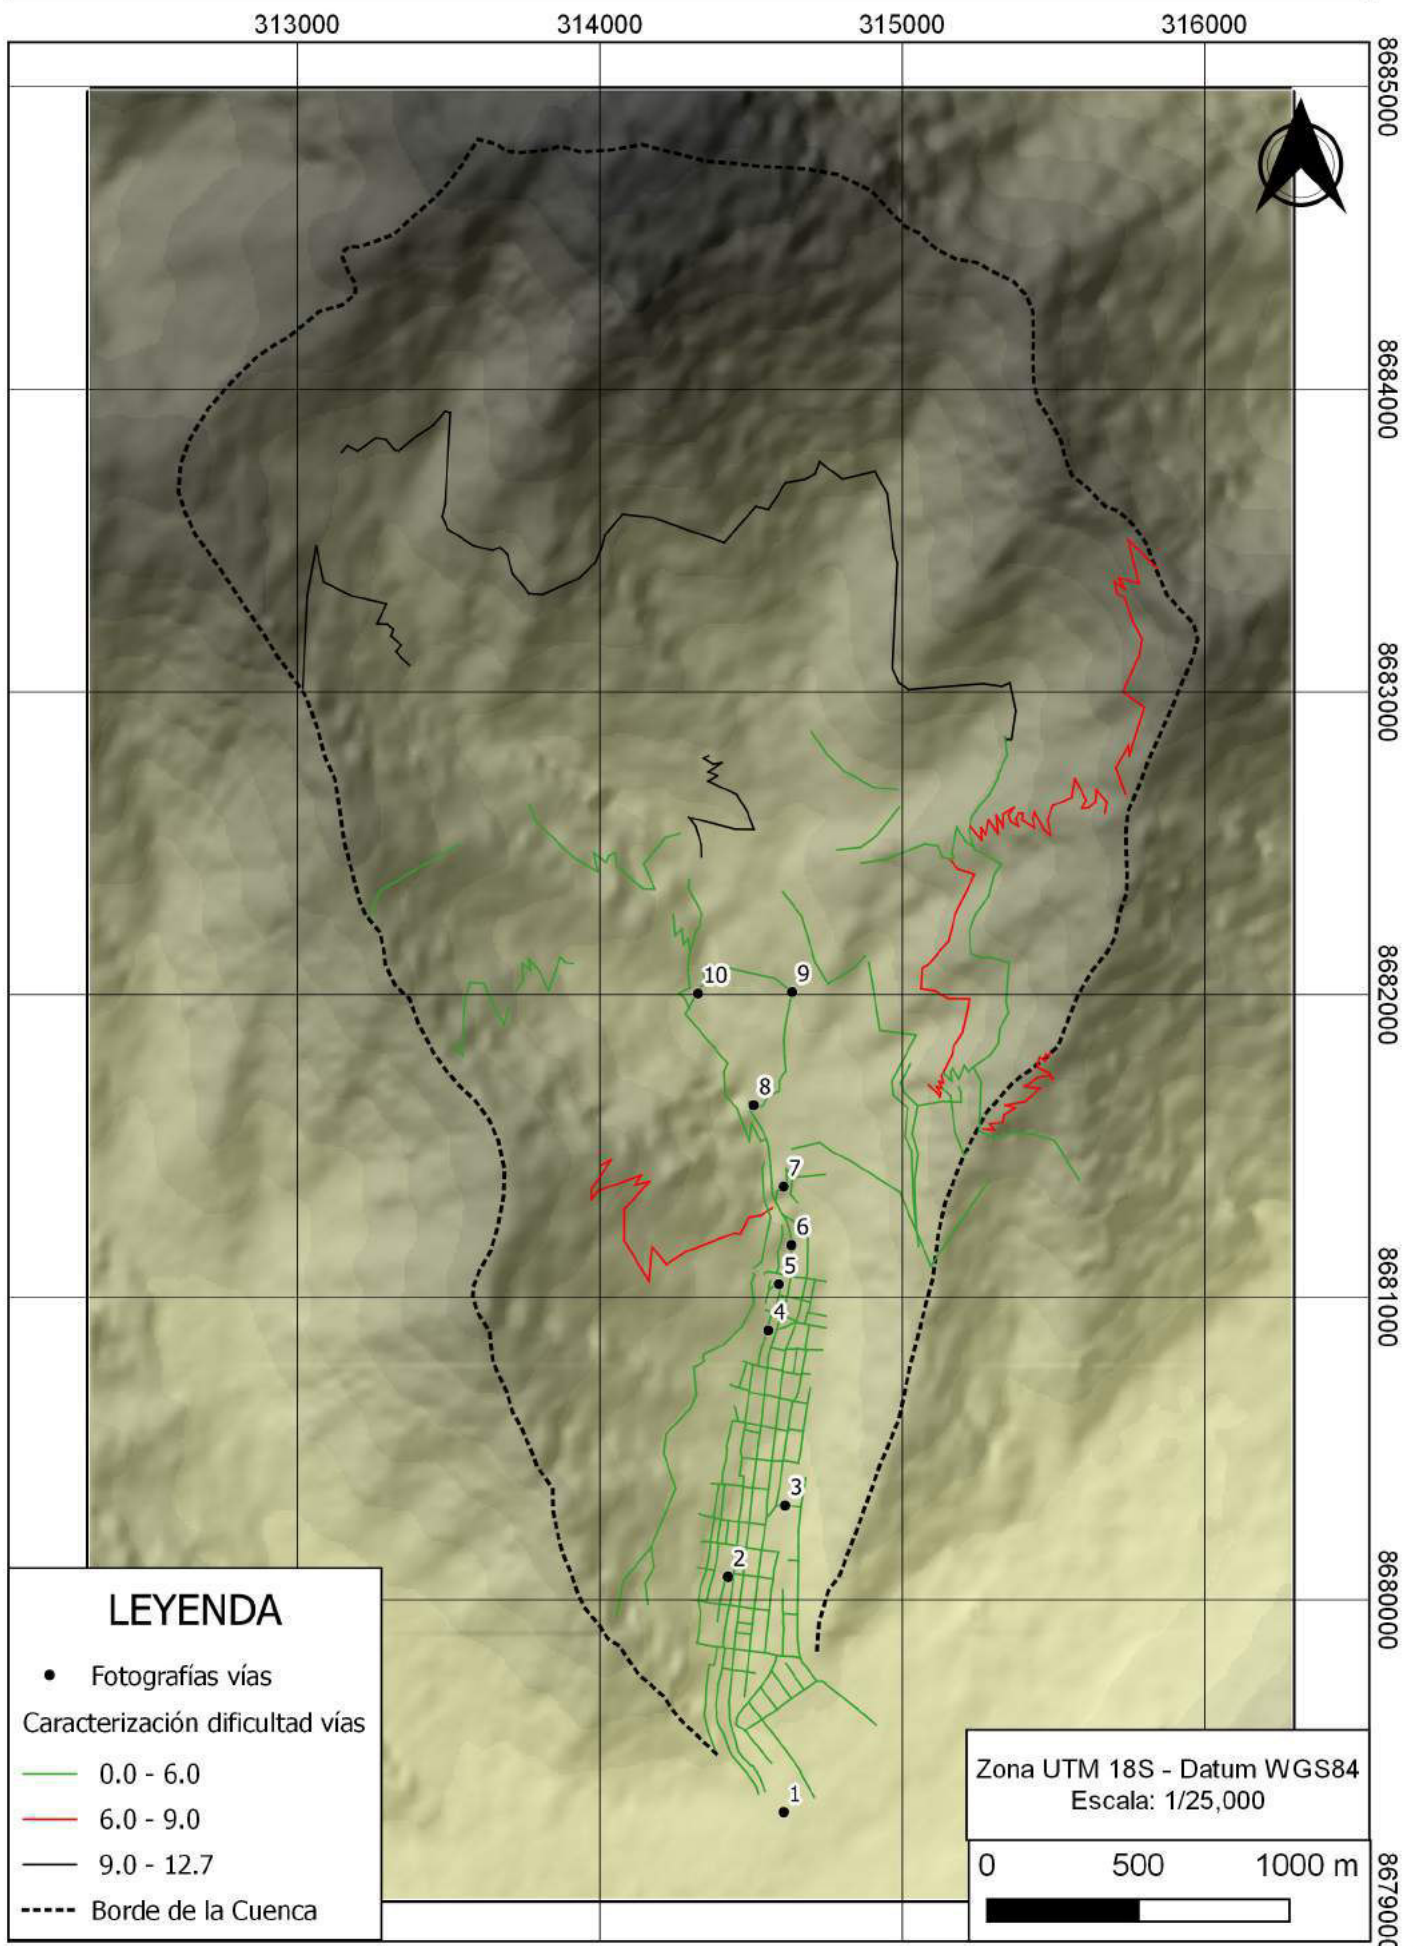 313000 314000 315000 316000
8685000
8684000
8683000
8682000
8681000
8680000
8679000
10
9
8
7
6
5
4
3
2
1
LEYENDA
Fotografías vías
Caracterización dificultad vías
0.0 - 6.0
6.0 - 9.0
9.0 - 12.7
Borde de la Cuenca
Zona UTM 18S - Datum WGS84
Escala: 1/25,000
0 500 1000 m